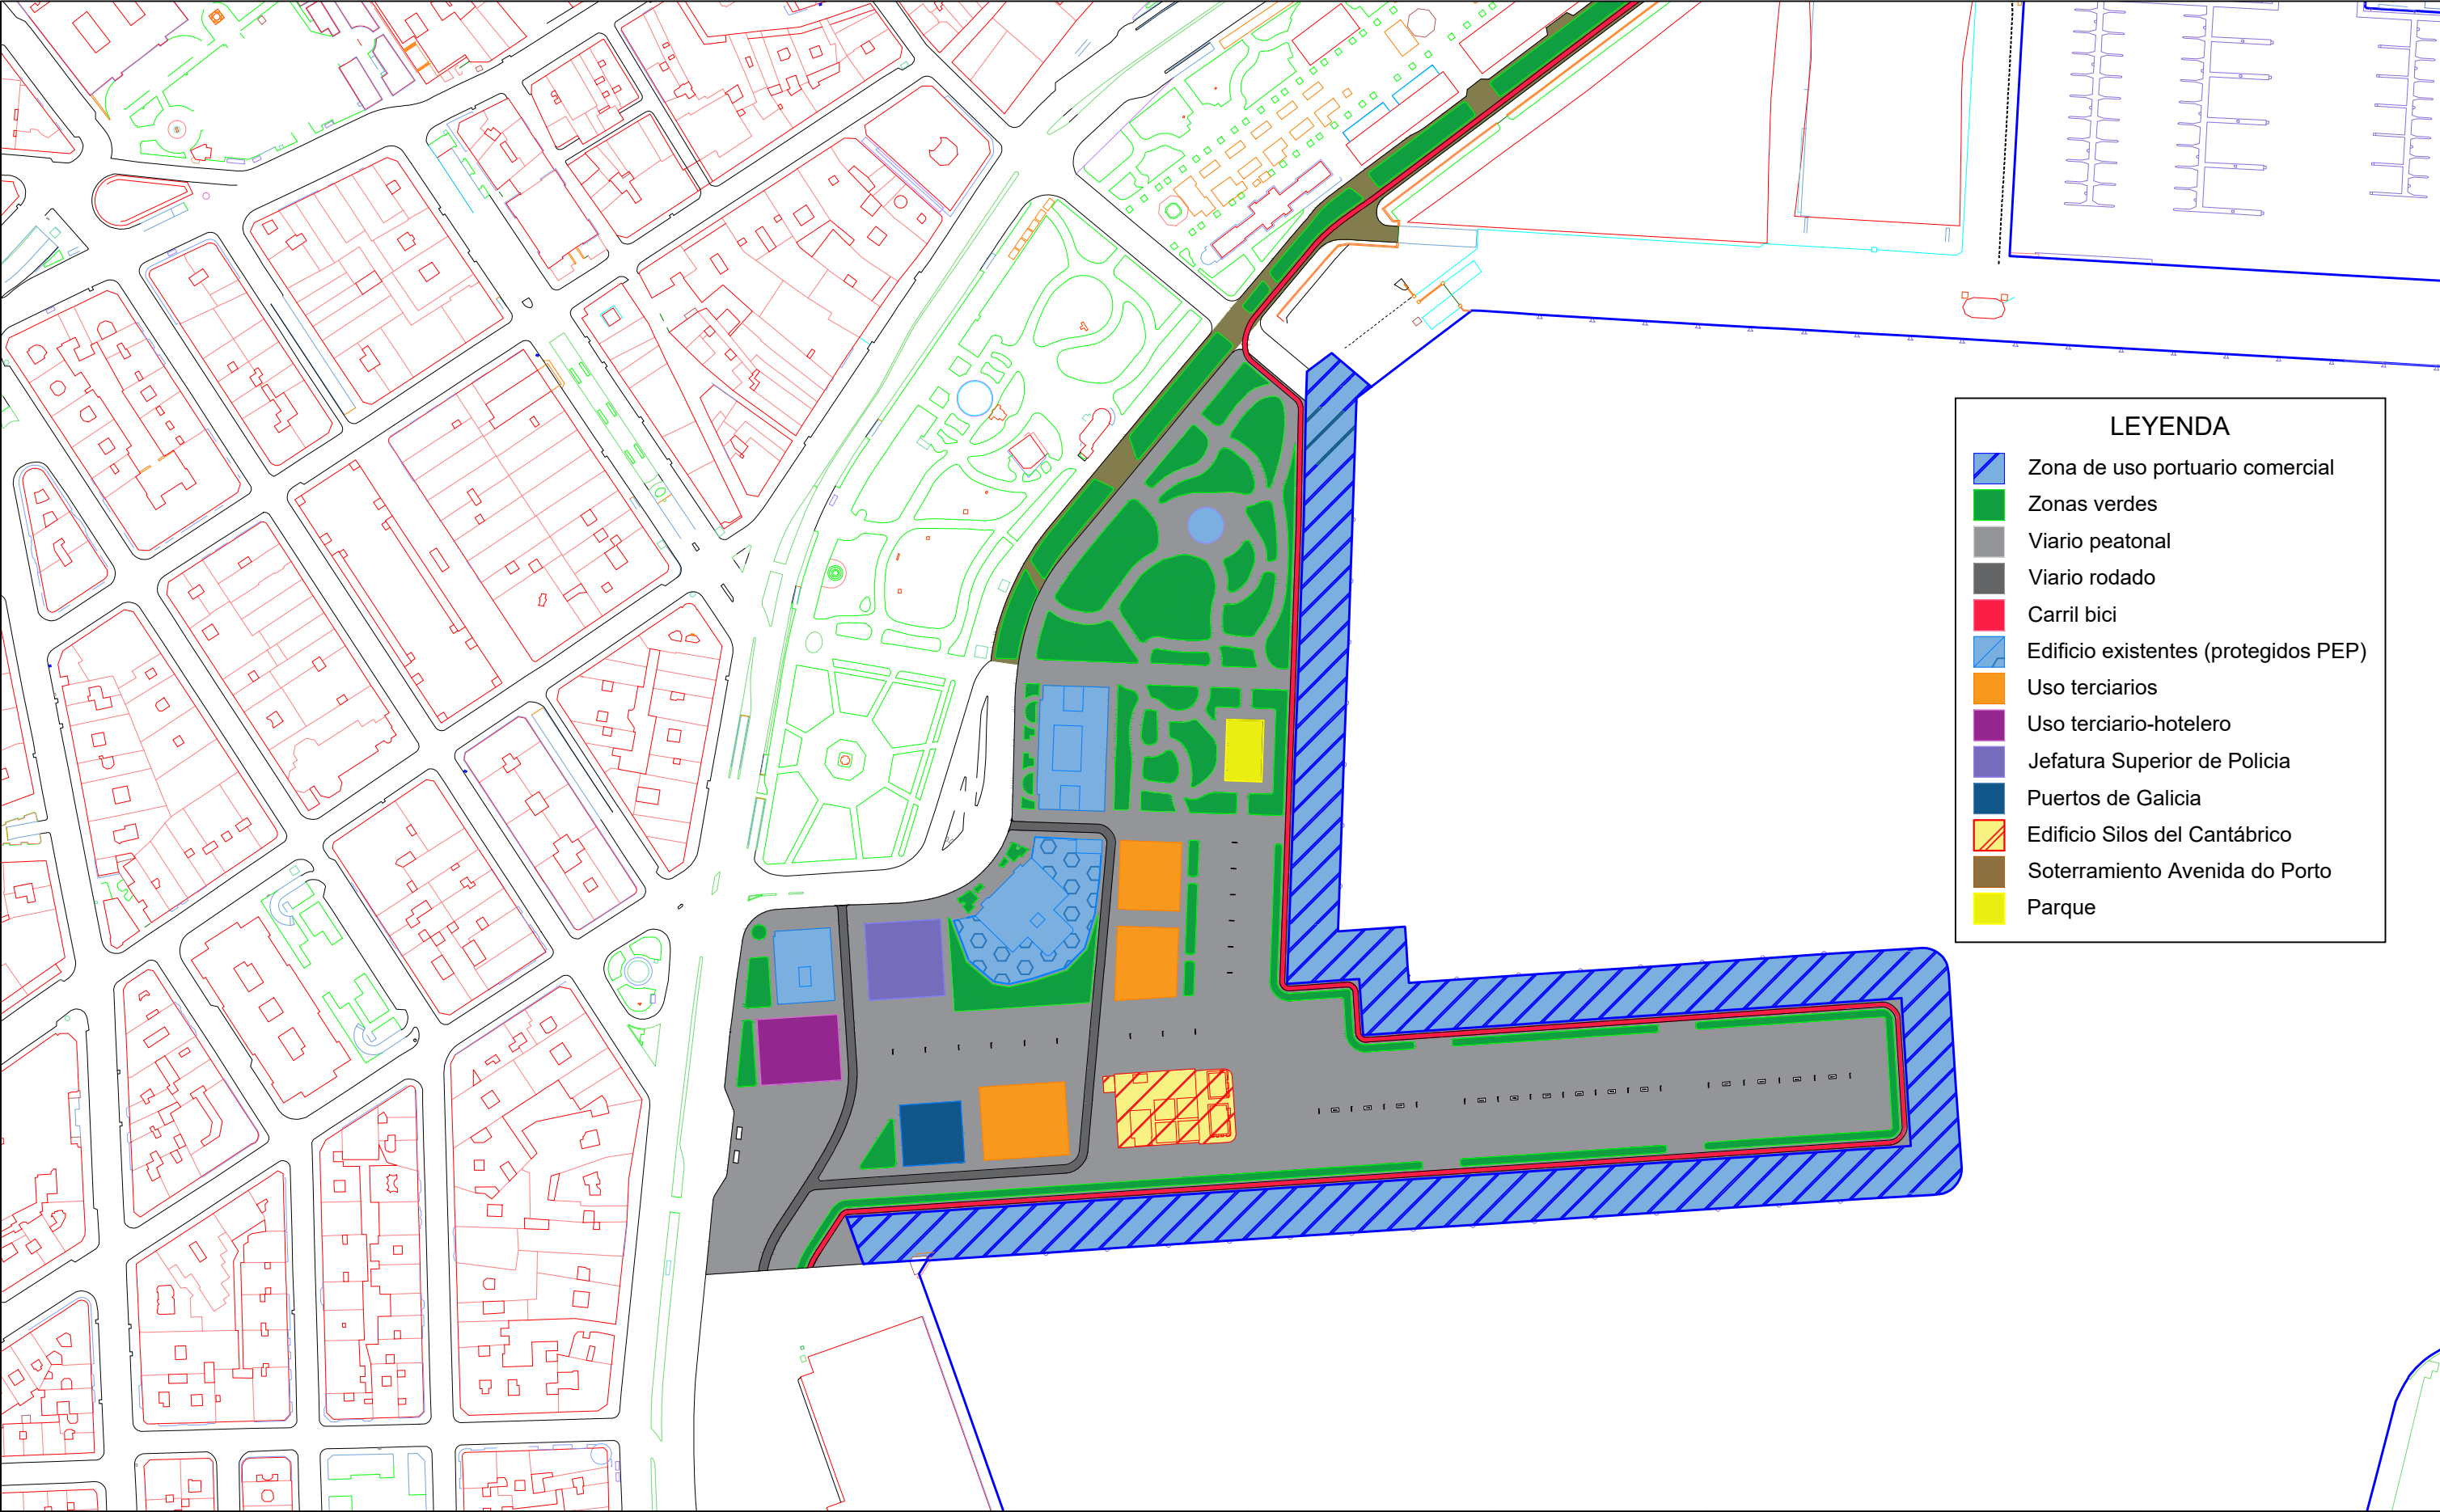 LEYENDA
Zona de uso portuario comercial
Zonas verdes
Viario peatonal
Viario rodado
Carril bici
Edificio existentes (protegidos PEP)
Uso terciarios
Uso terciario-hotelero
Jefatura Superior de Policia
Puertos de Galicia
Edificio Silos del Cantábrico
Soterramiento Avenida do Porto
Parque